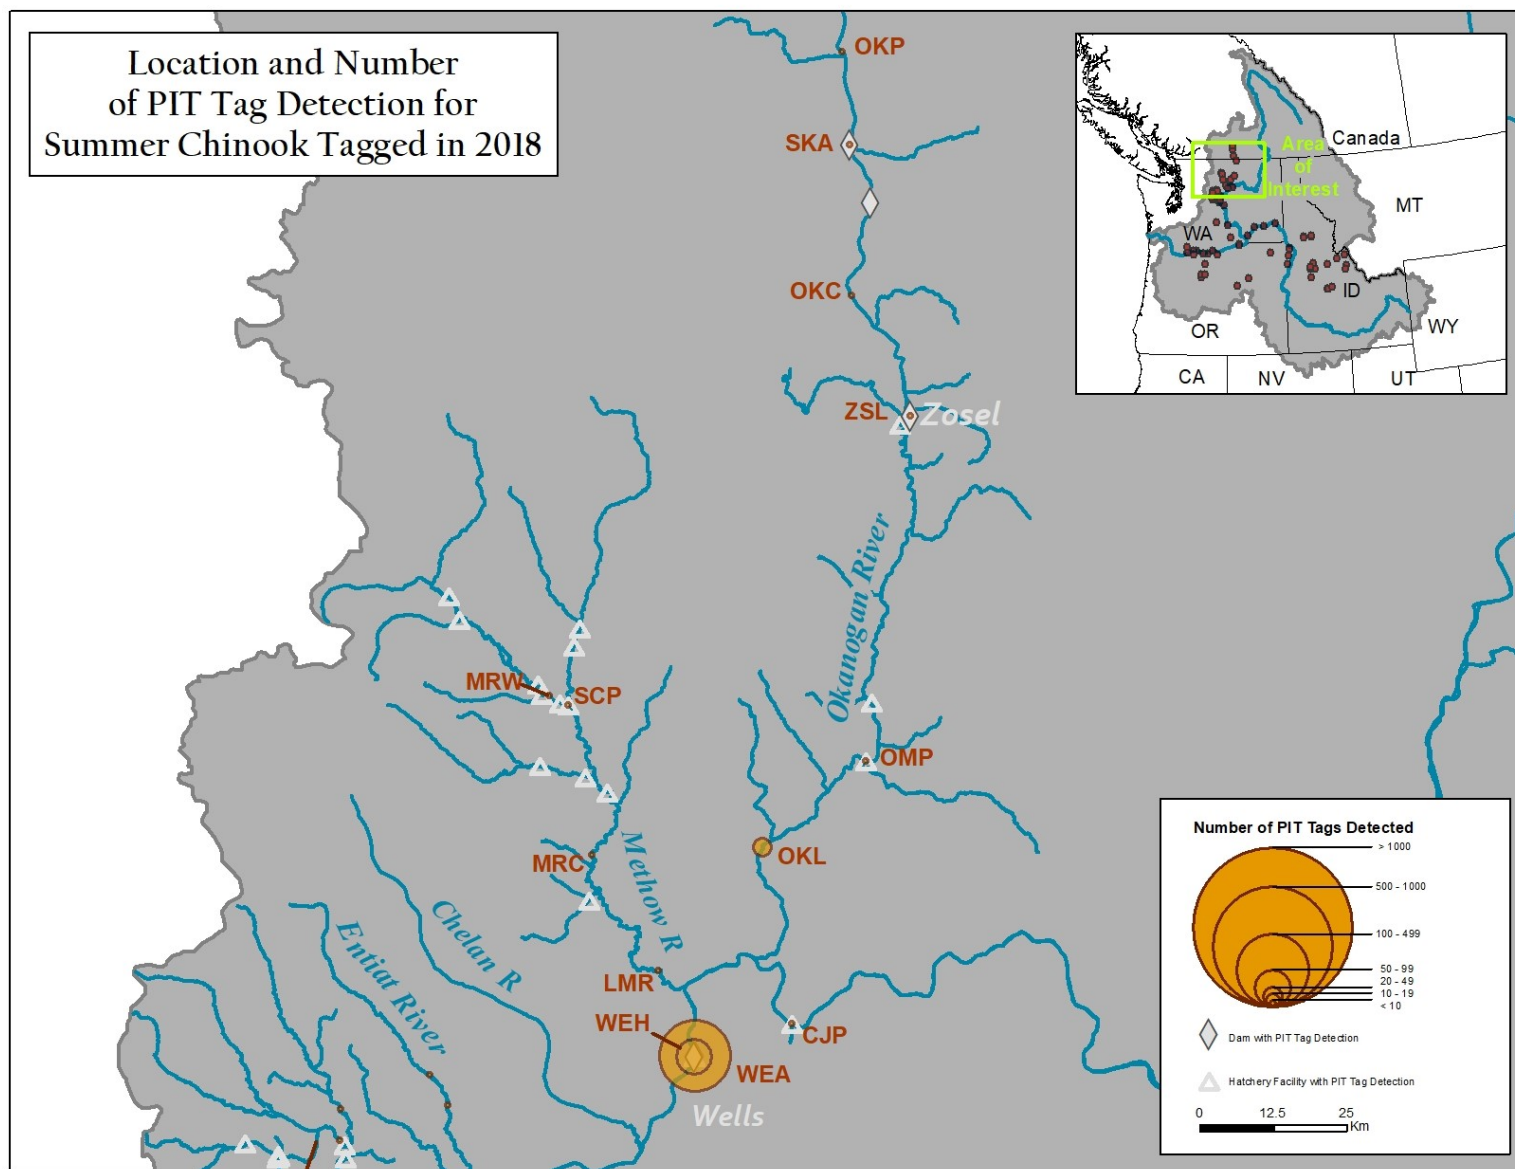 Location and Number
of PIT Tag Detection for
Summer Chinook Tagged in 2018
OKP
SKA
OKC
ZSL
Zosel
Okanogan River
MRW
SCP
OMP
MRC
OKL
Methow R
Chelan R
Entiat River
LMR
WEH
WEA
CJP
Wells
Canada
Area
of
Interest
MT
WA
ID
OR
WY
CA
NV
UT
Number of PIT Tags Detected
> 1000
500 - 1000
100 - 499
50 - 99
20 - 49
10 - 19
< 10
Dam with PIT Tag Detection
Hatchery Facility with PIT Tag Detection
0 12.5 25
Km